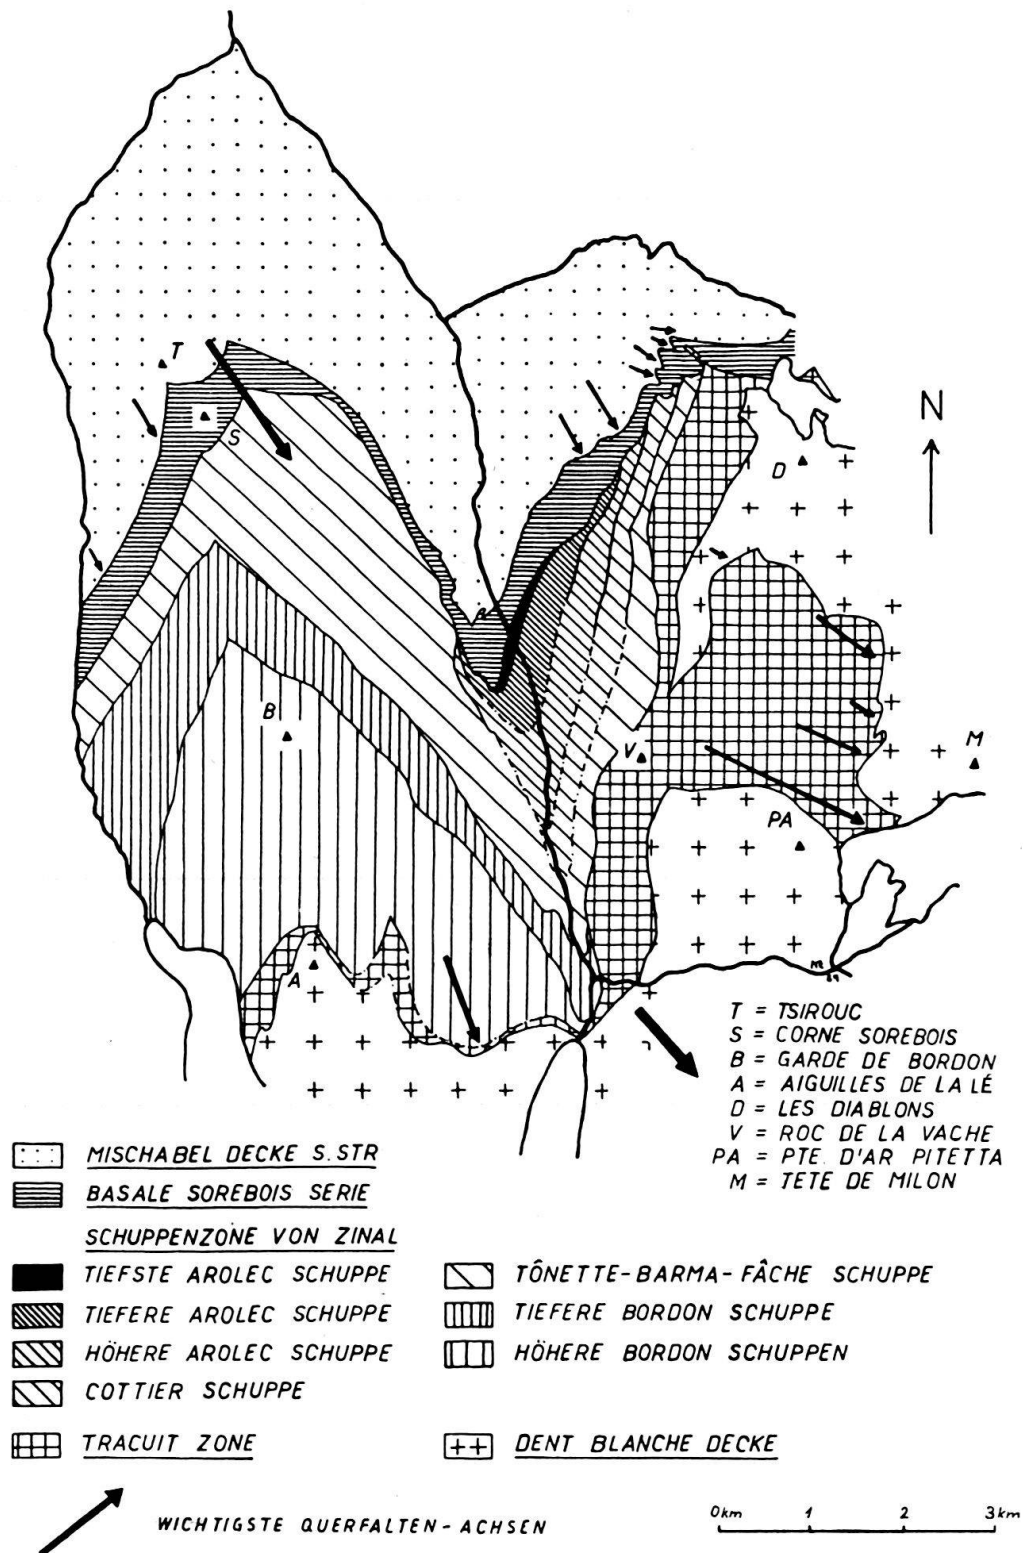 T
S
N
D
B
V
M
PA
A
T = TSIROUC
S = CORNE SOREBOIS
B = GARDE DE BORDON
A = AIGUILLES DE LA LÉ
D = LES DIABLONS
V = ROC DE LA VACHE
PA = PTE. D'AR PITETTA
M = TETE DE MILON
MISCHABEL DECKE S.STR
BASALE SOREBOIS SERIE
SCHUPPENZONE VON ZINAL
TIEFSTE AROLEC SCHUPPE
TIEFERE AROLEC SCHUPPE
HÖHERE AROLEC SCHUPPE
COTTIER SCHUPPE
TÔNETTE-BARMA-FÂCHE SCHUPPE
TIEFERE BORDON SCHUPPE
HÖHERE BORDON SCHUPPEN
TRACUIT ZONE
DENT BLANCHE DECKE
WICHTIGSTE QUERFALTEN-ACHSEN
0km 1 2 3km